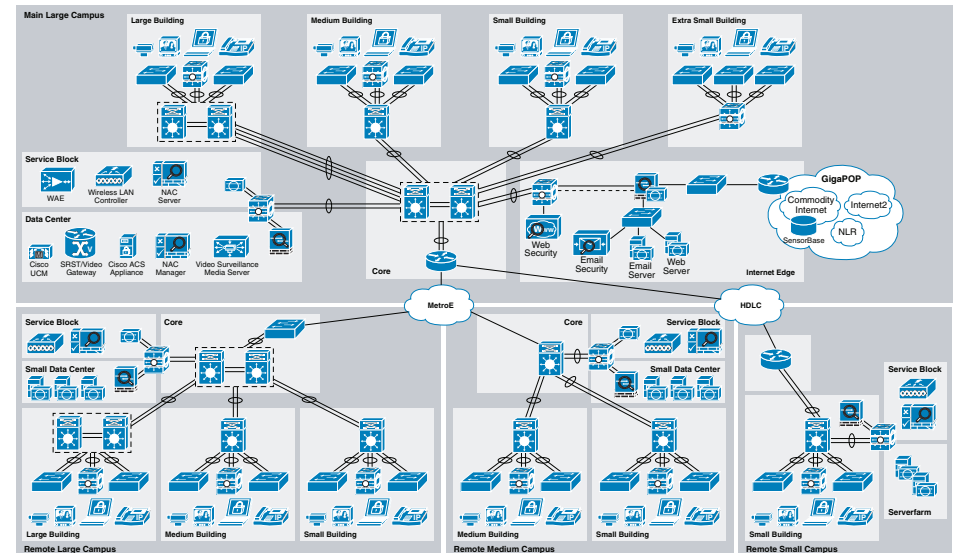 Main Large Campus
Large Building
Medium Building
Small Building
Extra Small Building
Service Block
WAE
Wireless LAN
Controller
NAC
Server
Data Center
Cisco
UCM
SRST/Video
Gateway
Cisco ACS
Appliance
NAC
Manager
Video Surveillance
Media Server
Core
Web
Security
Email
Security
Email
Server
Web
Server
Internet Edge
GigaPOP
Commodity
Internet
Internet2
NLR
SensorBase
MetroE
HDLC
Service Block
Core
Small Data Center
Large Building
Medium Building
Small Building
Remote Large Campus
Core
Service Block
Small Data Center
Medium Building
Small Building
Remote Medium Campus
Service Block
Serverfarm
Small Building
Remote Small Campus